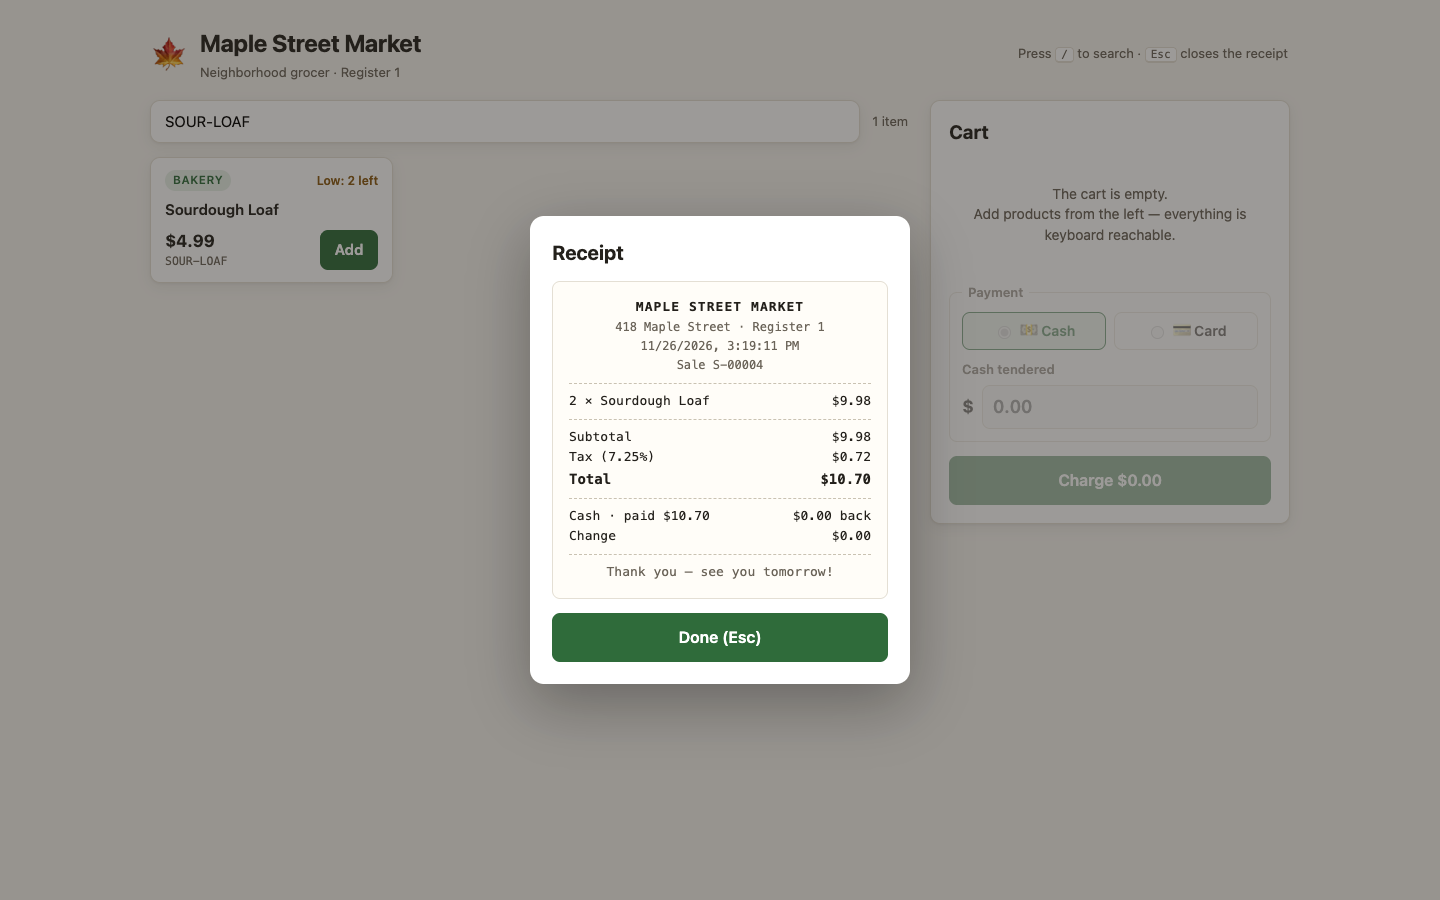 Maple Street Market
Neighborhood grocer · Register 1
Press / to search · Esc closes the receipt
SOUR-LOAF
1 item
BAKERY
Low: 2 left
Sourdough Loaf
$4.99
SOUR-LOAF
Add
Receipt
MAPLE STREET MARKET
418 Maple Street · Register 1
11/26/2026, 3:19:11 PM
Sale S-00004
2 × Sourdough Loaf $9.98
Subtotal $9.98
Tax (7.25%) $0.72
Total $10.70
Cash · paid $10.70 $0.00 back
Change $0.00
Thank you — see you tomorrow!
Done (Esc)
Cart
The cart is empty.
Add products from the left — everything is
keyboard reachable.
Payment
Cash
Card
Cash tendered
$ 0.00
Charge $0.00